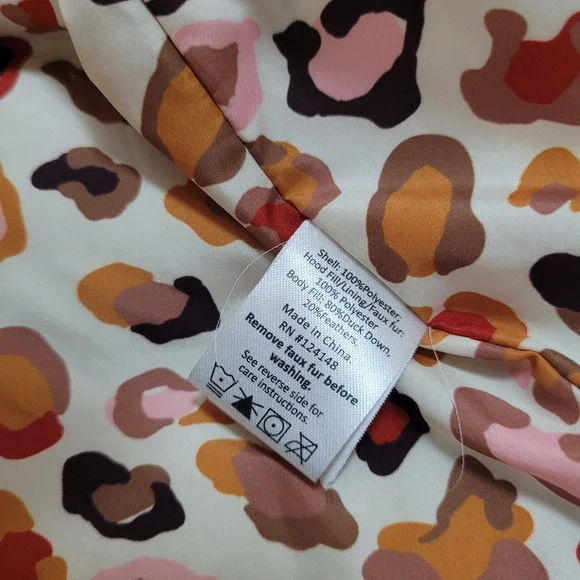 Shell: 100%Polyester,
Hood Fill/Lining/Faux fur:
100% Polyester
Body Fill: 80%Duck Down,
20%Feathers.
Made in China.
RN #124148
Remove faux fur before
washing.
See reverse side for
care instructions.